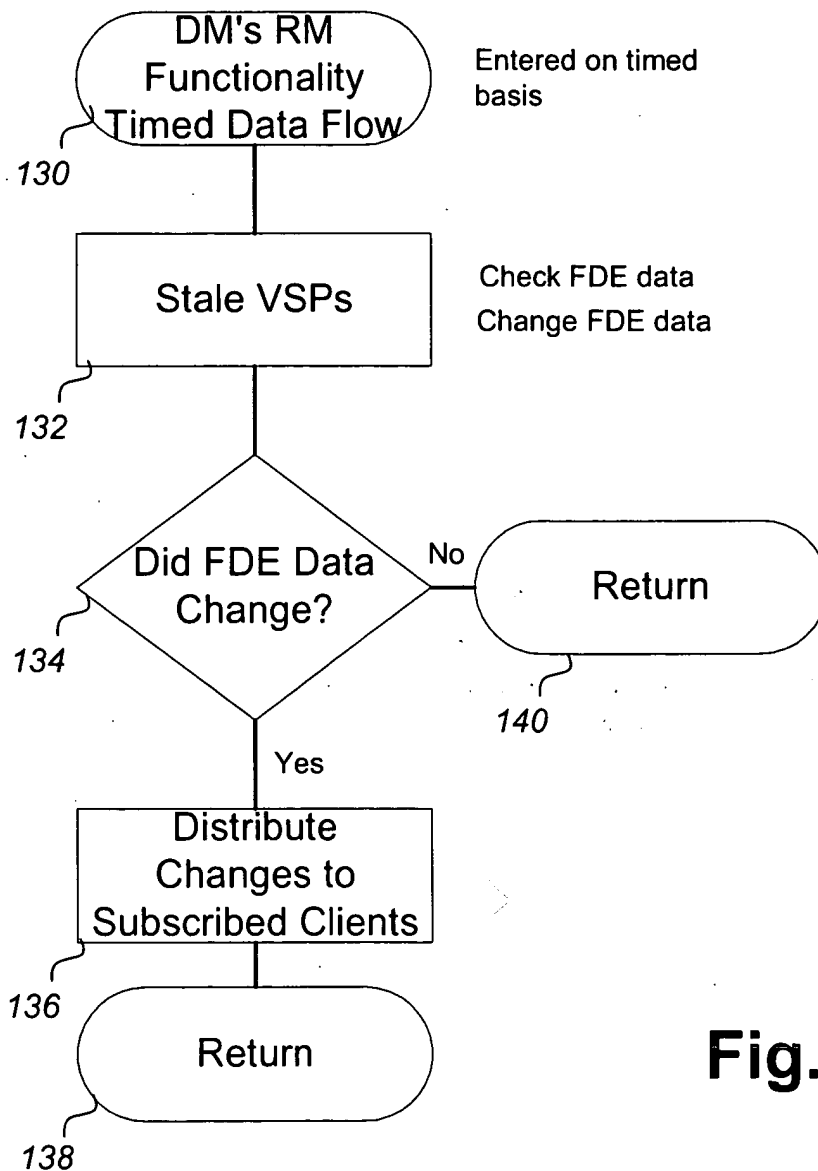 DM's RM
Functionality
Timed Data Flow
Entered on timed
basis
130
Stale VSPs
Check FDE data
Change FDE data
132
Did FDE Data
Change?
No
Return
134
140
Yes
Distribute
Changes to
Subscribed Clients
136
Return
Fig.
138